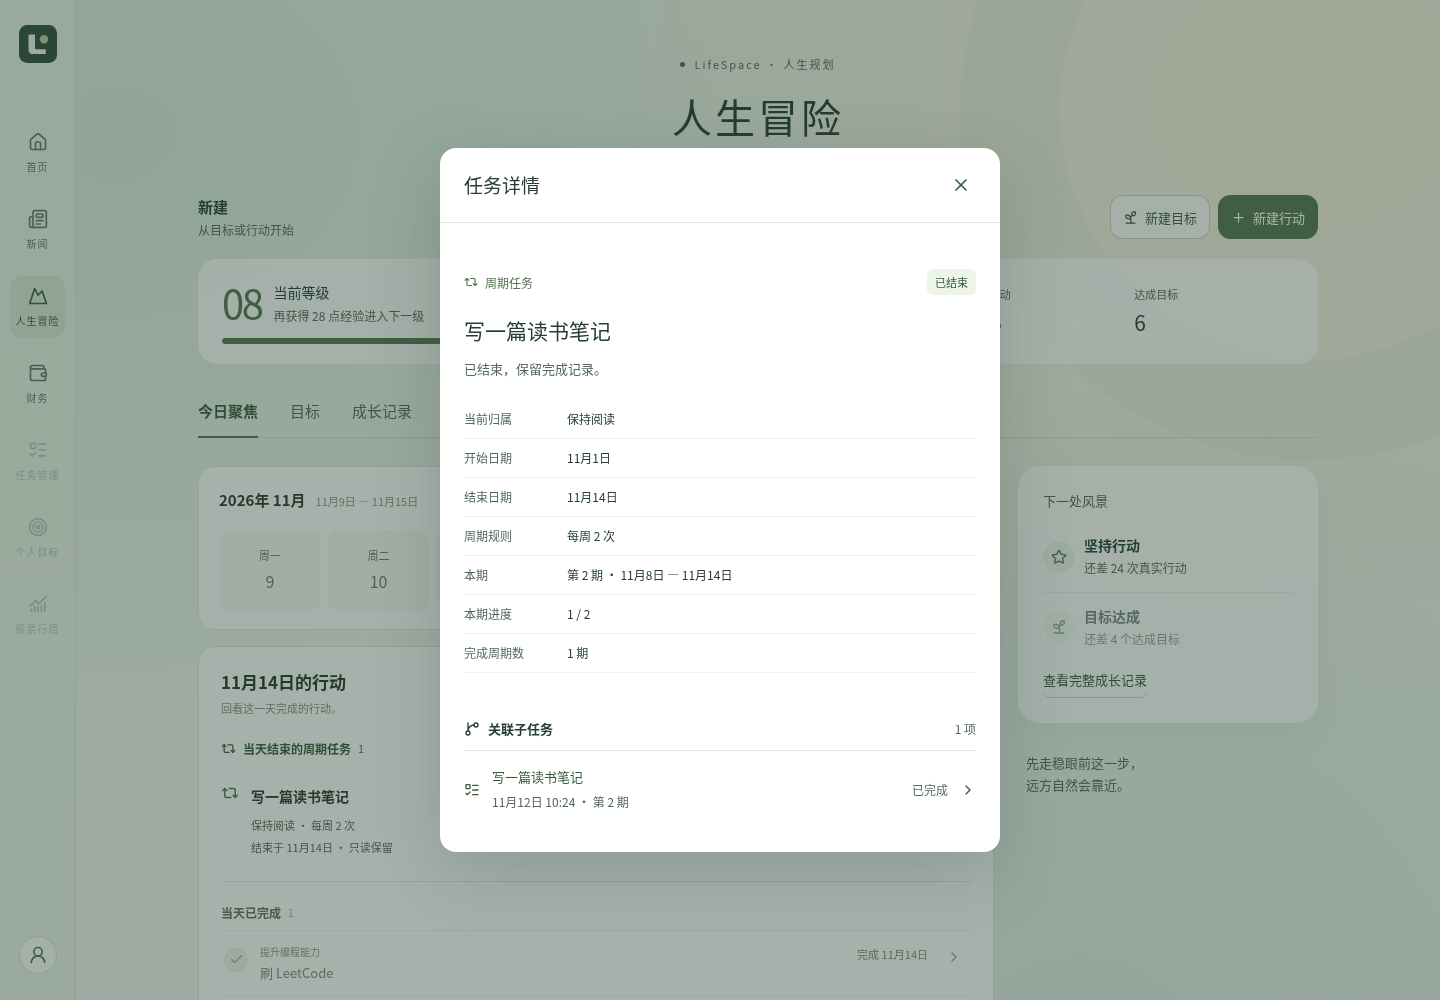 LifeSpace · 人生规划
人生冒险
首页
新闻
人生冒险
财务
任务管理
个人目标
股票行情
新建
从目标或行动开始
新建目标
新建行动
08
当前等级
再获得 28 点经验进入下一级
动
达成目标
6
今日聚焦
目标
成长记录
2026年 11月
11月9日 — 11月15日
周一
9
周二
10
11月14日的行动
回看这一天完成的行动。
当天结束的周期任务 1
写一篇读书笔记
保持阅读 · 每周 2 次
结束于 11月14日 · 只读保留
当天已完成 1
提升编程能力
刷 LeetCode
完成 11月14日
下一处风景
坚持行动
还差 24 次真实行动
目标达成
还差 4 个达成目标
查看完整成长记录
先走稳眼前这一步，
远方自然会靠近。
任务详情
周期任务
已结束
写一篇读书笔记
已结束，保留完成记录。
当前归属 保持阅读
开始日期 11月1日
结束日期 11月14日
周期规则 每周 2 次
本期 第 2 期 · 11月8日 — 11月14日
本期进度 1 / 2
完成周期数 1 期
关联子任务
1 项
写一篇读书笔记
11月12日 10:24 · 第 2 期
已完成